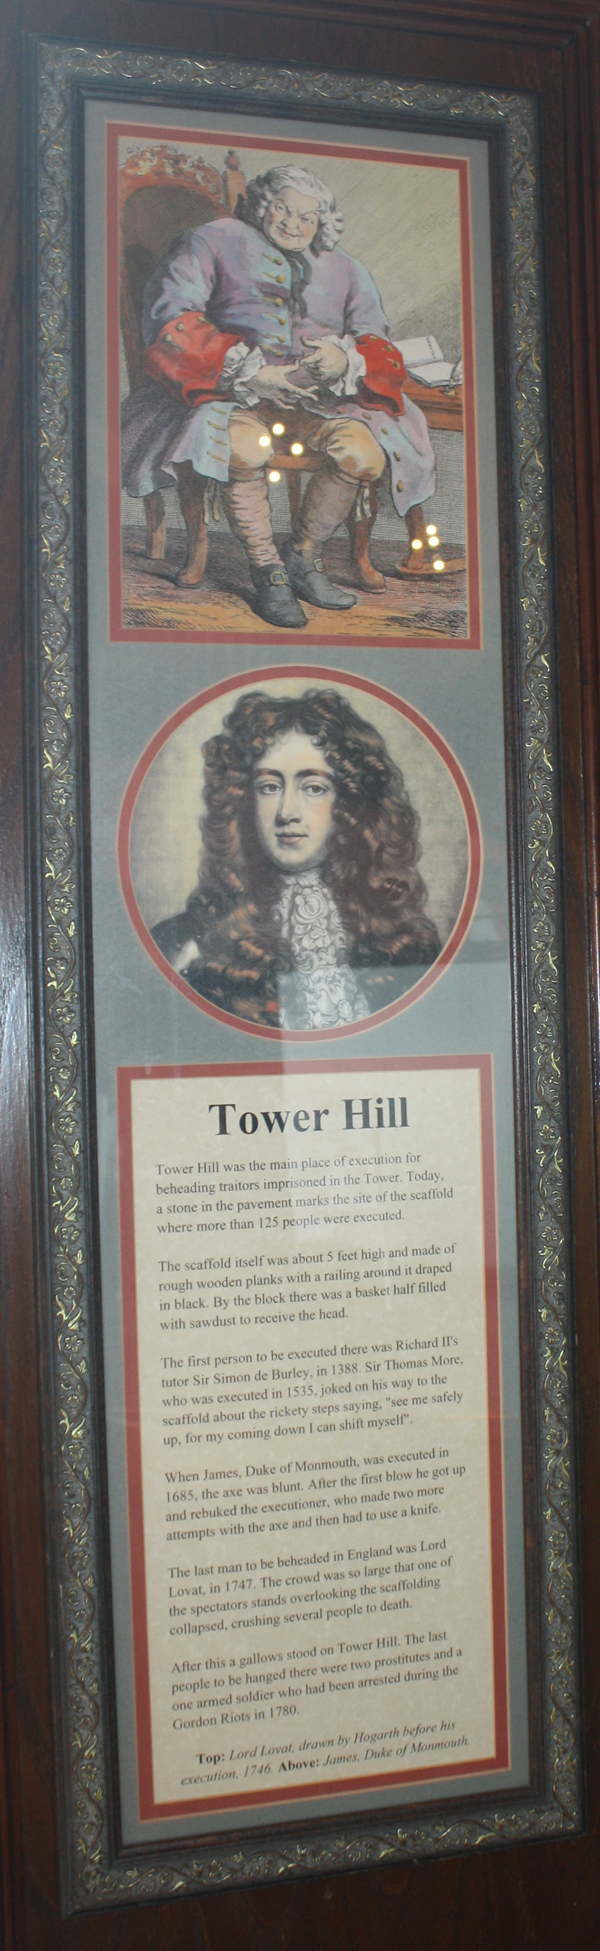 Tower Hill
Tower Hill was the main place of execution for
beheading traitors imprisoned in the Tower. Today,
a stone in the pavement marks the site of the scaffold
where more than 125 people were executed.
The scaffold itself was about 5 feet high and made of
rough wooden planks with a railing around it draped
in black. By the block there was a basket half filled
with sawdust to receive the head.
The first person to be executed there was Richard II's
tutor Sir Simon de Burley, in 1388. Sir Thomas More,
who was executed in 1535, joked on his way to the
scaffold about the rickety steps saying, "see me safely
up, for my coming down I can shift myself".
When James, Duke of Monmouth, was executed in
1685, the axe was blunt. After the first blow he got up
and rebuked the executioner, who made two more
attempts with the axe and then had to use a knife.
The last man to be beheaded in England was Lord
Lovat, in 1747. The crowd was so large that one of
the spectators stands overlooking the scaffolding
collapsed, crushing several people to death.
After this a gallows stood on Tower Hill. The last
people to be hanged there were two prostitutes and a
one armed soldier who had been arrested during the
Gordon Riots in 1780.
Top: Lord Lovat, drawn by Hogarth before his
execution, 1746. Above: James, Duke of Monmouth.